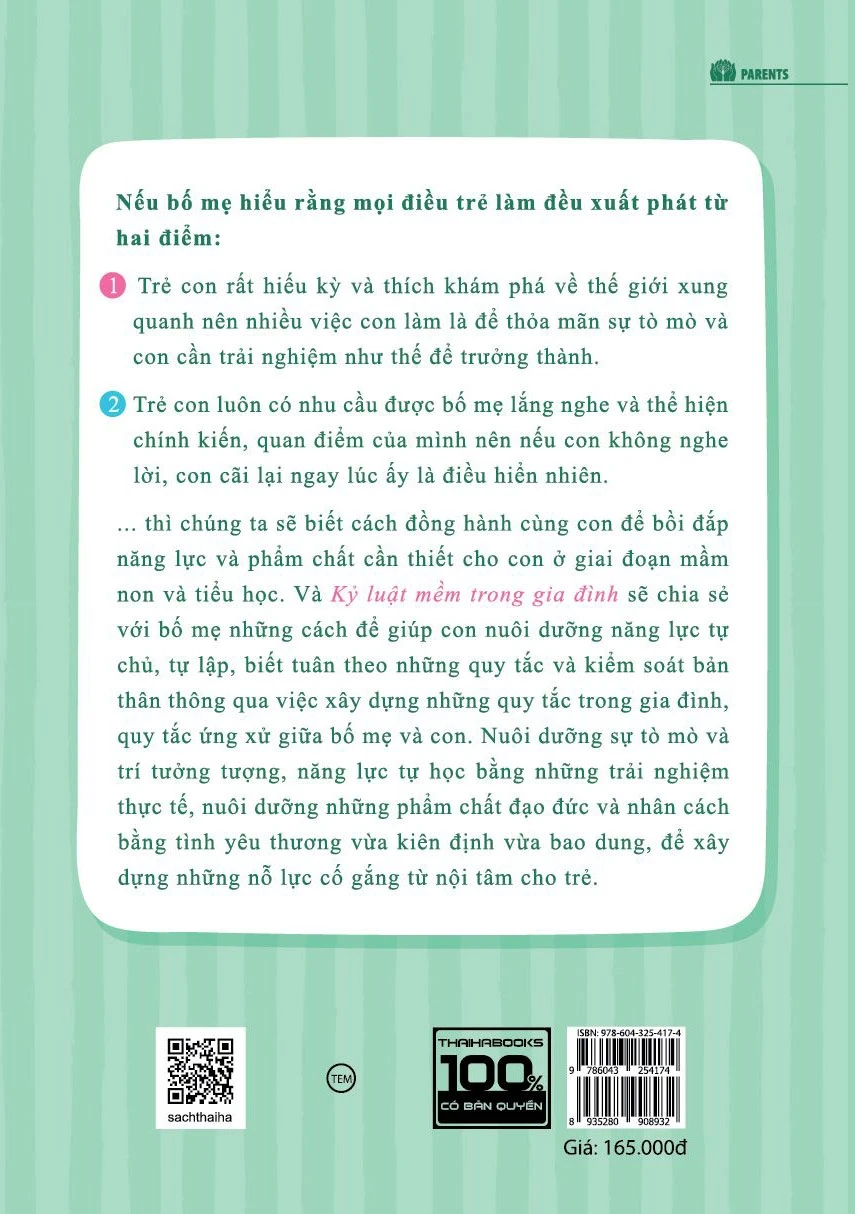 PARENTS
Nếu bố mẹ hiểu rằng mọi điều trẻ làm đều xuất phát từ
hai điểm:
1 Trẻ con rất hiếu kỳ và thích khám phá về thế giới xung
quanh nên nhiều việc con làm là để thỏa mãn sự tò mò và
con cần trải nghiệm như thế để trưởng thành.
2 Trẻ con luôn có nhu cầu được bố mẹ lắng nghe và thể hiện
chính kiến, quan điểm của mình nên nếu con không nghe
lời, con cãi lại ngay lúc ấy là điều hiển nhiên.
... thì chúng ta sẽ biết cách đồng hành cùng con để bồi đắp
năng lực và phẩm chất cần thiết cho con ở giai đoạn mầm
non và tiểu học. Và Kỷ luật mềm trong gia đình sẽ chia sẻ
với bố mẹ những cách để giúp con nuôi dưỡng năng lực tự
chủ, tự lập, biết tuân theo những quy tắc và kiểm soát bản
thân thông qua việc xây dựng những quy tắc trong gia đình,
quy tắc ứng xử giữa bố mẹ và con. Nuôi dưỡng sự tò mò và
trí tưởng tượng, năng lực tự học bằng những trải nghiệm
thực tế, nuôi dưỡng những phẩm chất đạo đức và nhân cách
bằng tình yêu thương vừa kiên định vừa bao dung, để xây
dựng những nỗ lực cố gắng từ nội tâm cho trẻ.
sachthaiha
TEM
THAIHABOOKS
100%
CÓ BẢN QUYỀN
ISBN: 978-604-325-417-4
9 786043 254174
8 935280 908932
Giá: 165.000đ